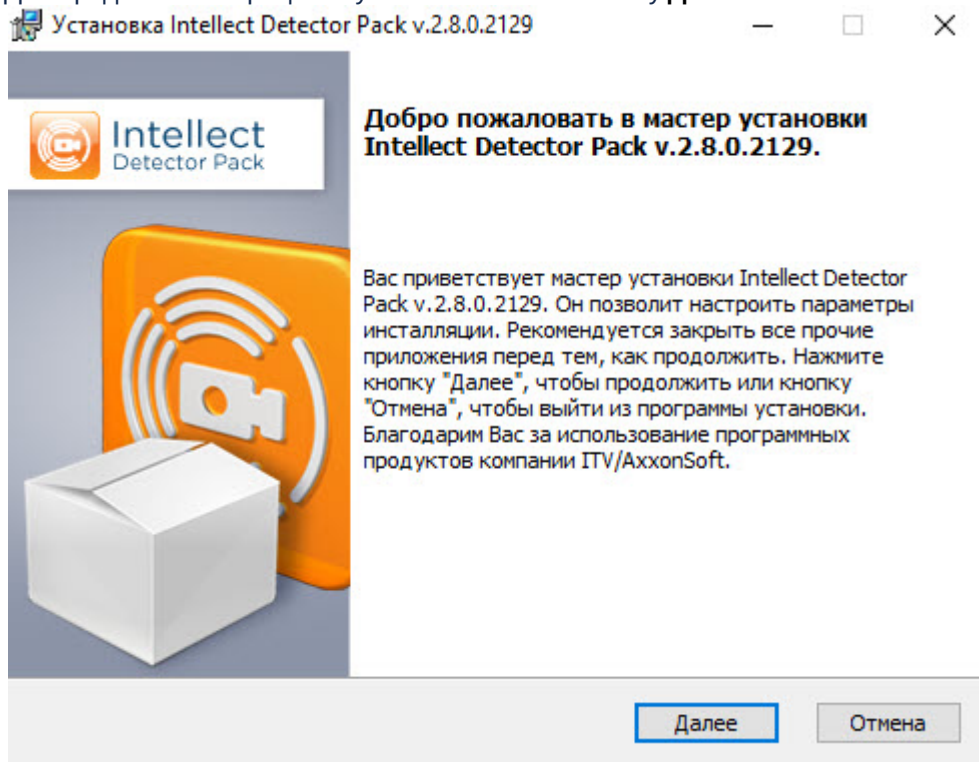 Установка Intellect Detector Pack v.2.8.0.2129
Intellect
Detector Pack
Добро пожаловать в мастер установки
Intellect Detector Pack v.2.8.0.2129.
Вас приветствует мастер установки Intellect Detector
Pack v.2.8.0.2129. Он позволит настроить параметры
инсталляции. Рекомендуется закрыть все прочие
приложения перед тем, как продолжить. Нажмите
кнопку "Далее", чтобы продолжить или кнопку
"Отмена", чтобы выйти из программы установки.
Благодарим Вас за использование программных
продуктов компании ITV/AxxonSoft.
Далее
Отмена